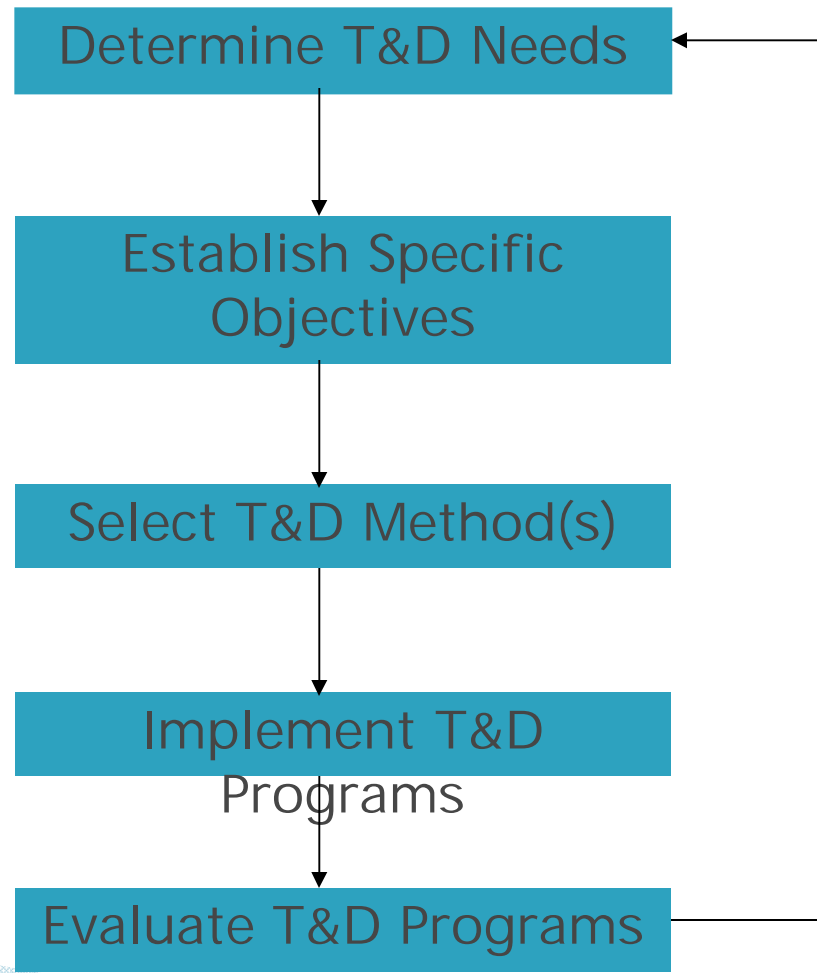 Determine T&D Needs
Establish Specific
Objectives
Select T&D Method(s)
Implement T&D
Programs
Evaluate T&D Programs